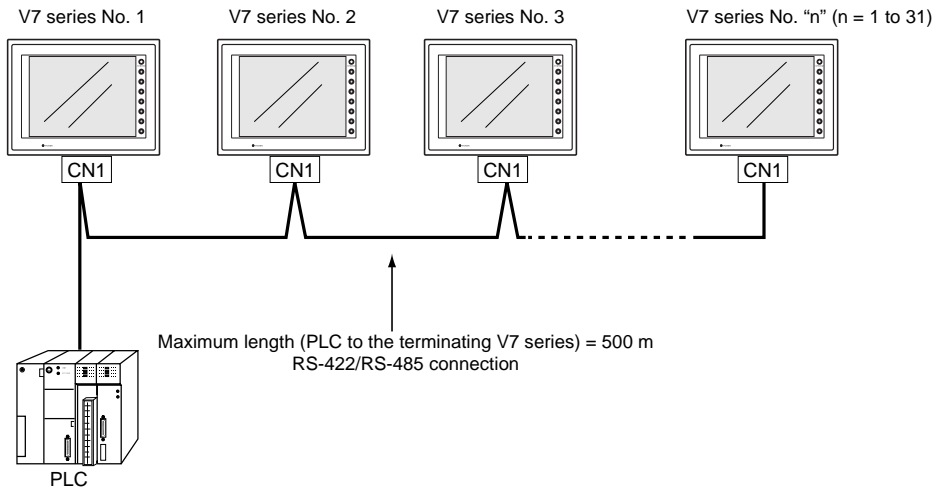 V7 series No. 1
V7 series No. 2
V7 series No. 3
V7 series No. “n” (n = 1 to 31)
CN1
CN1
CN1
CN1
Maximum length (PLC to the terminating V7 series) = 500 m
RS-422/RS-485 connection
PLC